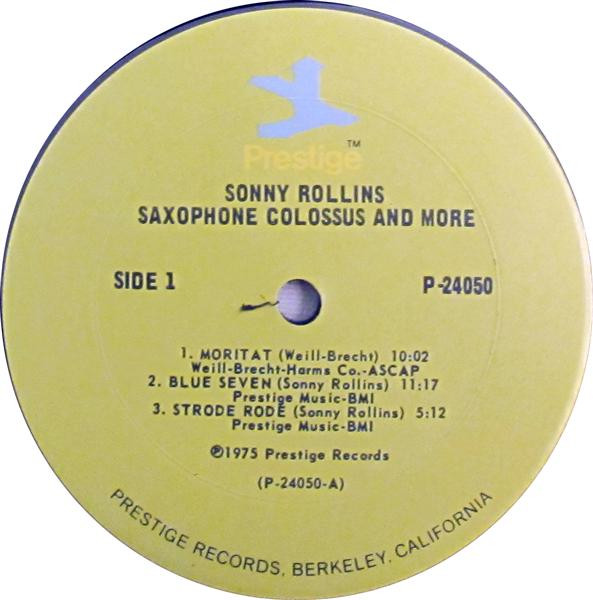 Prestige™
SONNY ROLLINS
SAXOPHONE COLOSSUS AND MORE
SIDE 1
P-24050
1. MORITAT (Weill-Brecht) 10:02
Weill-Brecht-Harms Co.-ASCAP
2. BLUE SEVEN (Sonny Rollins) 11:17
Prestige Music-BMI
3. STRODE RODE (Sonny Rollins) 5:12
Prestige Music-BMI
℗1975 Prestige Records
(P-24050-A)
PRESTIGE RECORDS, BERKELEY, CALIFORNIA